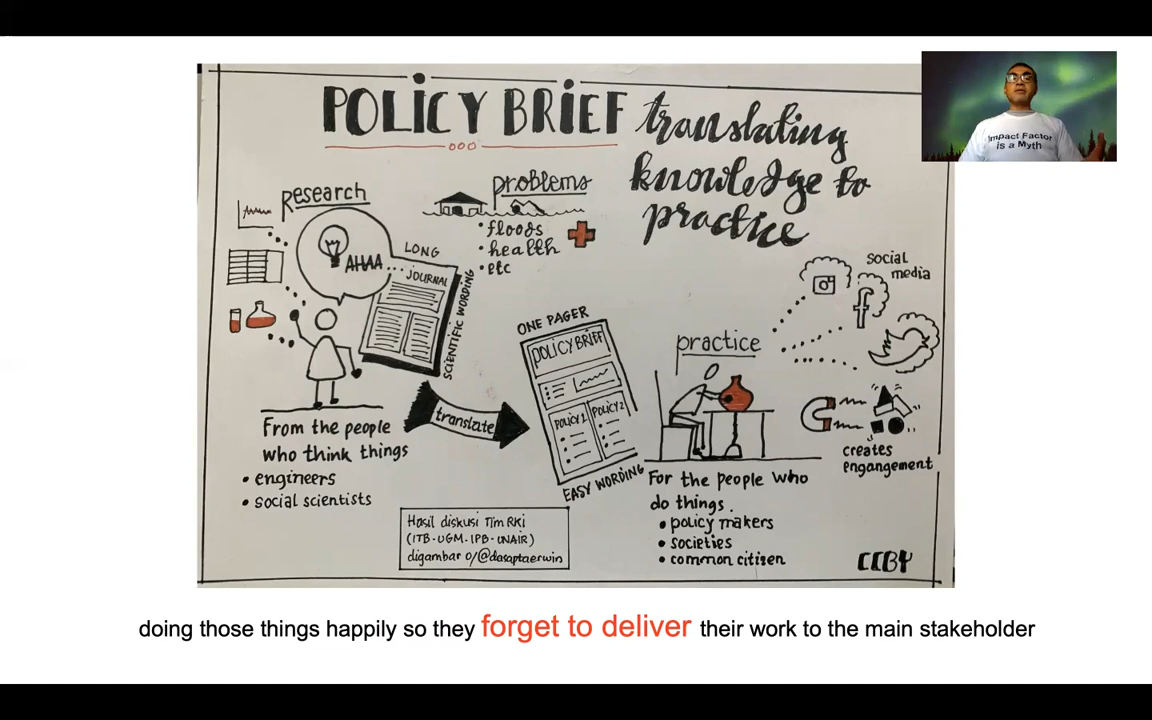 POLICY BRIEF translating
knowledge to
practice
Impact Factor
is a Myth
Research
AHAA
LONG
JOURNAL
SCIENTIFIC WORDING
problems
• floods
• health
• etc
translate
From the people
who think things
• engineers
• social scientists
ONE PAGER
POLICY BRIEF
POLICY 1
POLICY 2
EASY WORDING
practice
social
media
creates
engangement
For the people who
do things.
• policy makers
• societies
• common citizen
Hasil diskusi Tim RKI
(ITB-UGM-IPB-UNAIR)
digambar o/@dasaptaerwin
CCBY
doing those things happily so they forget to deliver their work to the main stakeholder